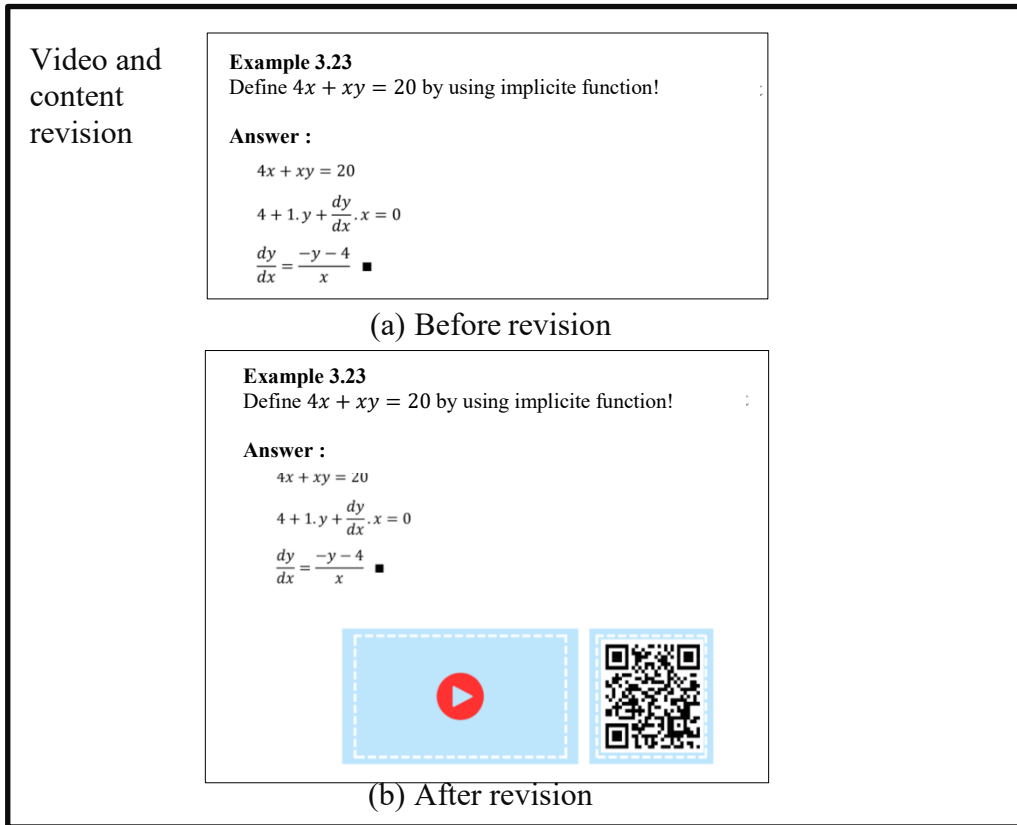 Video and
content
revision
Example 3.23
Define 4x + xy = 20 by using implicite function!
:
Answer :
4x + xy = 20
4 + 1.y + dy/dx .x = 0
dy/dx = -y - 4/x ■
(a) Before revision
Example 3.23
Define 4x + xy = 20 by using implicite function!
:
Answer :
4x + xy = 20
4 + 1.y + dy/dx .x = 0
dy/dx = -y - 4/x ■
(b) After revision